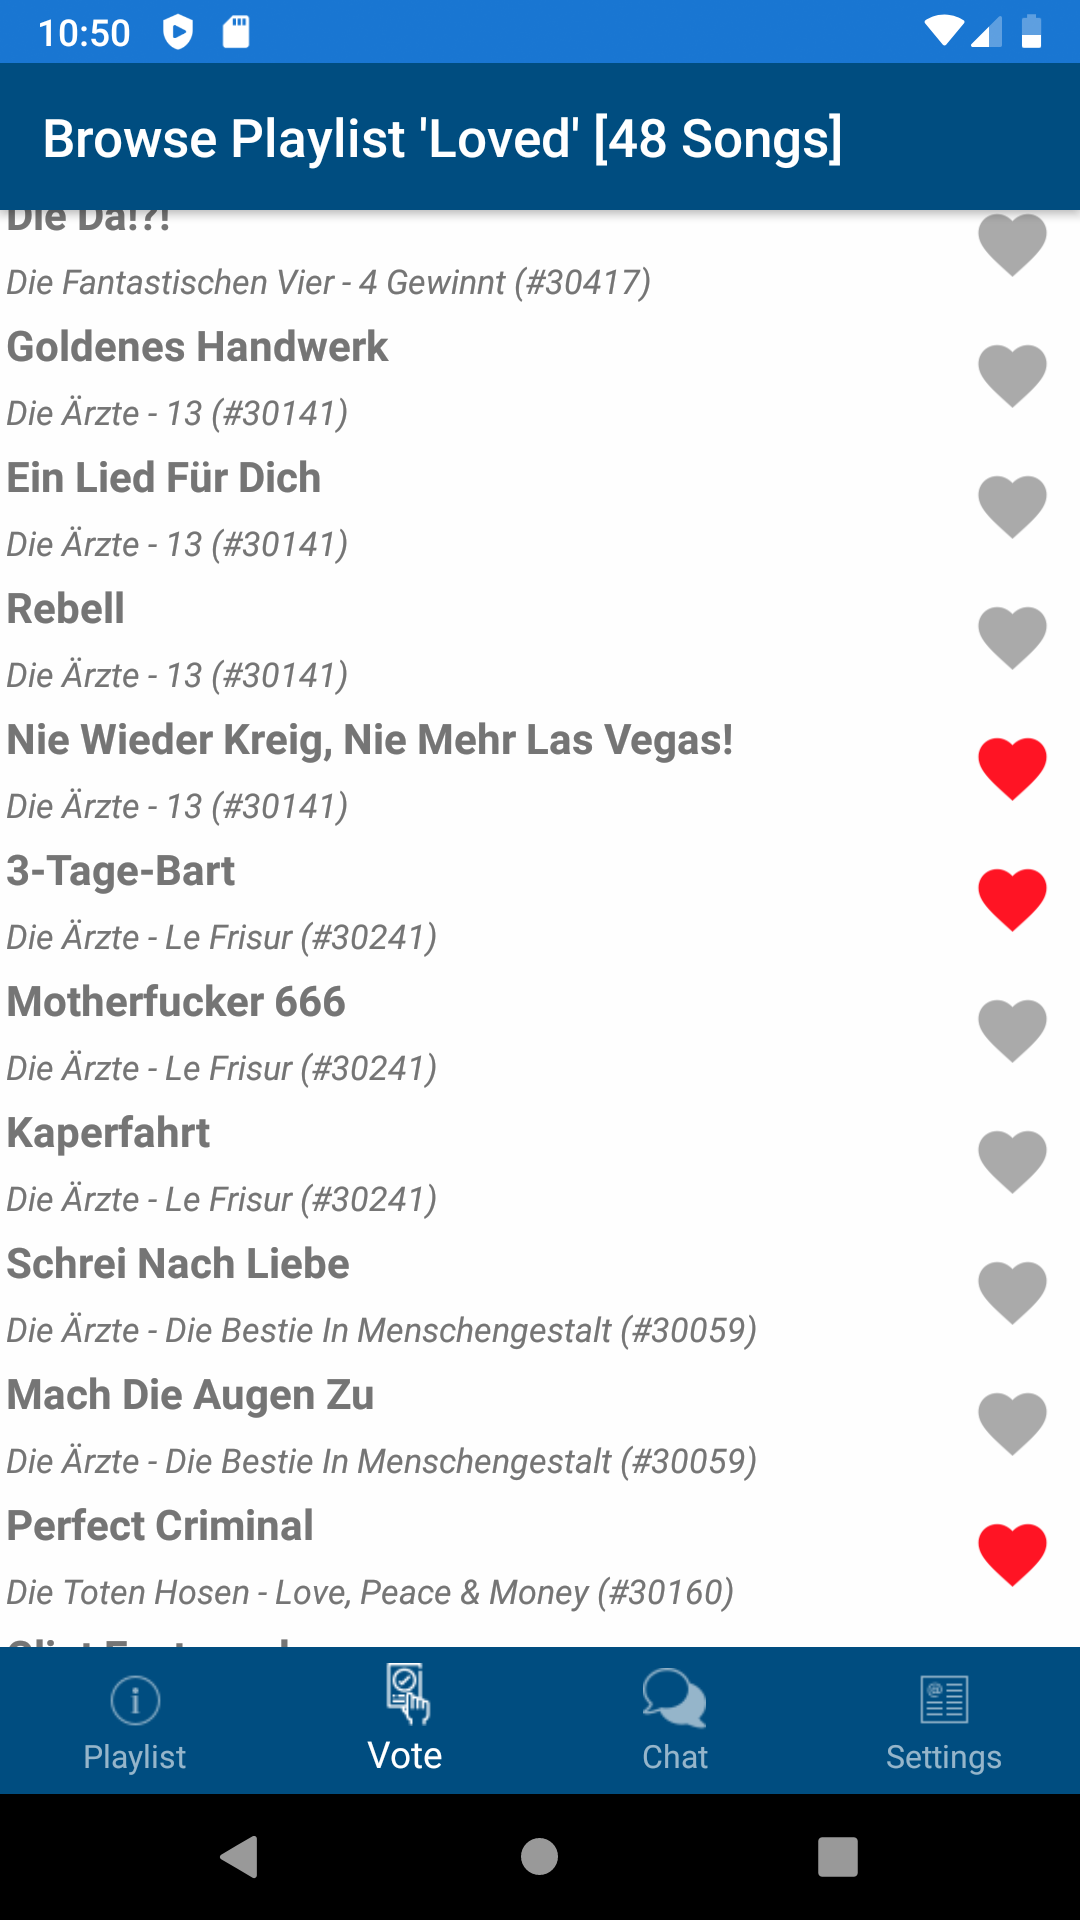 10:50
Browse Playlist 'Loved' [48 Songs]
Die Da!?!
Die Fantastischen Vier - 4 Gewinnt (#30417)
Goldenes Handwerk
Die Ärzte - 13 (#30141)
Ein Lied Für Dich
Die Ärzte - 13 (#30141)
Rebell
Die Ärzte - 13 (#30141)
Nie Wieder Kreig, Nie Mehr Las Vegas!
Die Ärzte - 13 (#30141)
3-Tage-Bart
Die Ärzte - Le Frisur (#30241)
Motherfucker 666
Die Ärzte - Le Frisur (#30241)
Kaperfahrt
Die Ärzte - Le Frisur (#30241)
Schrei Nach Liebe
Die Ärzte - Die Bestie In Menschengestalt (#30059)
Mach Die Augen Zu
Die Ärzte - Die Bestie In Menschengestalt (#30059)
Perfect Criminal
Die Toten Hosen - Love, Peace & Money (#30160)
Playlist
Vote
Chat
Settings